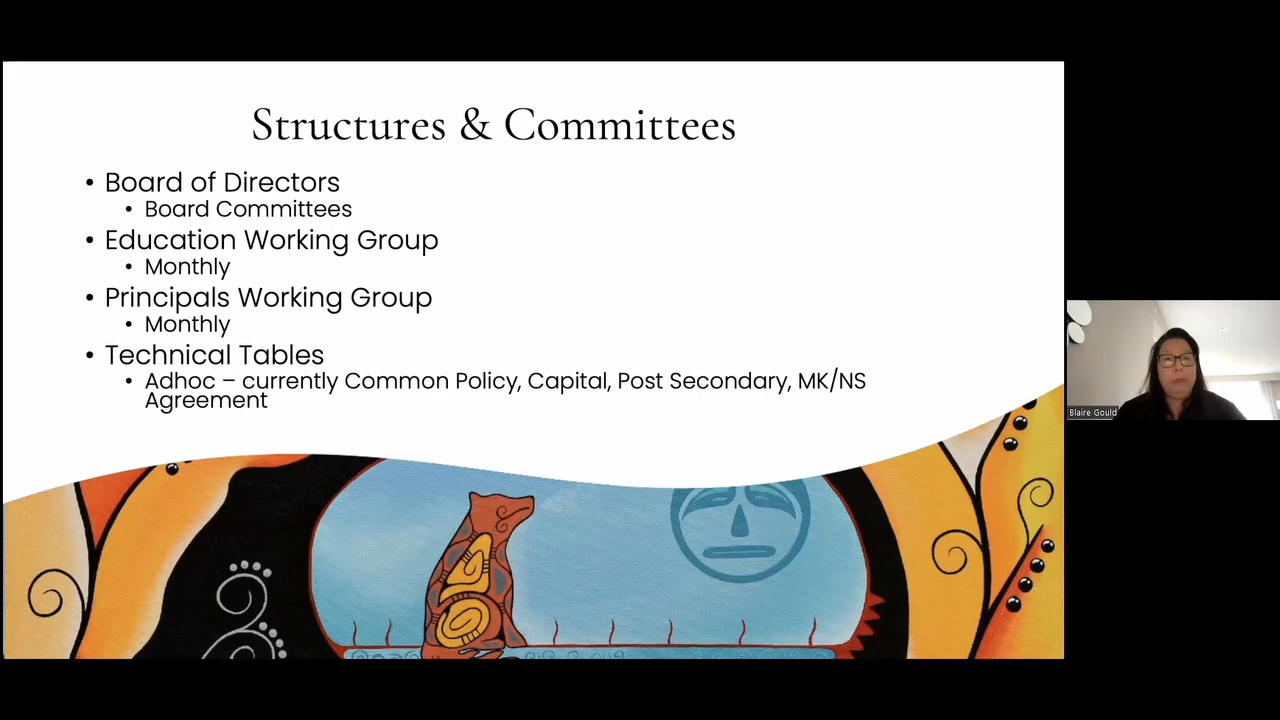 Structures & Committees
• Board of Directors
• Board Committees
• Education Working Group
• Monthly
• Principals Working Group
• Monthly
• Technical Tables
• Adhoc – currently Common Policy, Capital, Post Secondary, MK/NS
Agreement
Blaire Gould